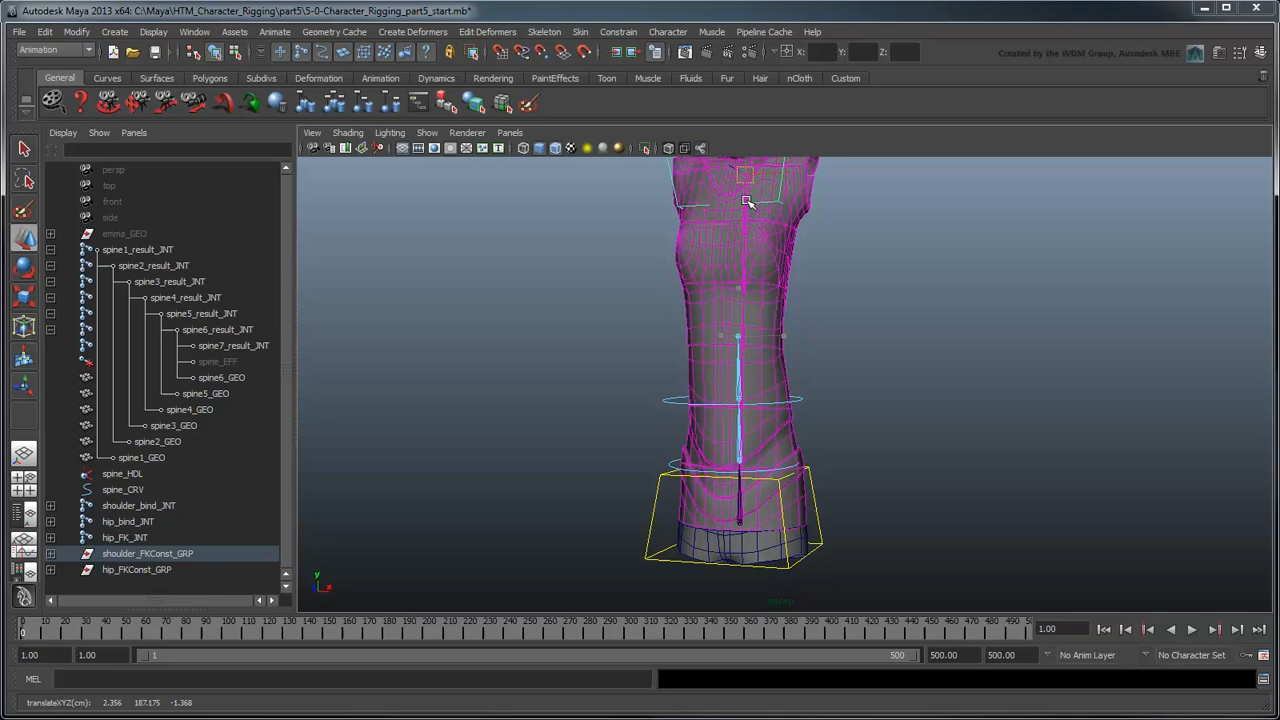 Autodesk Maya 2013 x64: C:\Maya\HTM_Character_Rigging\part5\5-0-Character_Rigging_part5_start.mb*
File Edit Modify Create Display Window Assets Animate Geometry Cache Create Deformers Edit Deformers Skeleton Skin Constrain Character Muscle Pipeline Cache Help
Animation X: Y: Z: Created by the WDM Group, Autodesk MBE
General Curves Surfaces Polygons Subdivs Deformation Animation Dynamics Rendering PaintEffects Toon Muscle Fluids Fur Hair nCloth Custom
Display Show Panels View Shading Lighting Show Renderer Panels
persp
top
front
side
emma_GEO
spine1_result_JNT
spine2_result_JNT
spine3_result_JNT
spine4_result_JNT
spine5_result_JNT
spine6_result_JNT
spine7_result_JNT
spine_EFF
spine6_GEO
spine5_GEO
spine4_GEO
spine3_GEO
spine2_GEO
spine1_GEO
spine_HDL
spine_CRV
shoulder_bind_JNT
hip_bind_JNT
hip_FK_JNT
shoulder_FKConst_GRP
hip_FKConst_GRP
y
x
persp
0 10 20 30 40 50 60 70 80 90 100 110 120 130 140 150 160 170 180 190 200 210 220 230 240 250 260 270 280 290 300 310 320 330 340 350 360 370 380 390 400 410 420 430 440 450 460 470 480 490
0 1.00
1.00 1.00 1 500 500.00 500.00 No Anim Layer No Character Set
MEL
translateXYZ(cm): 2.356 187.175 -1.368